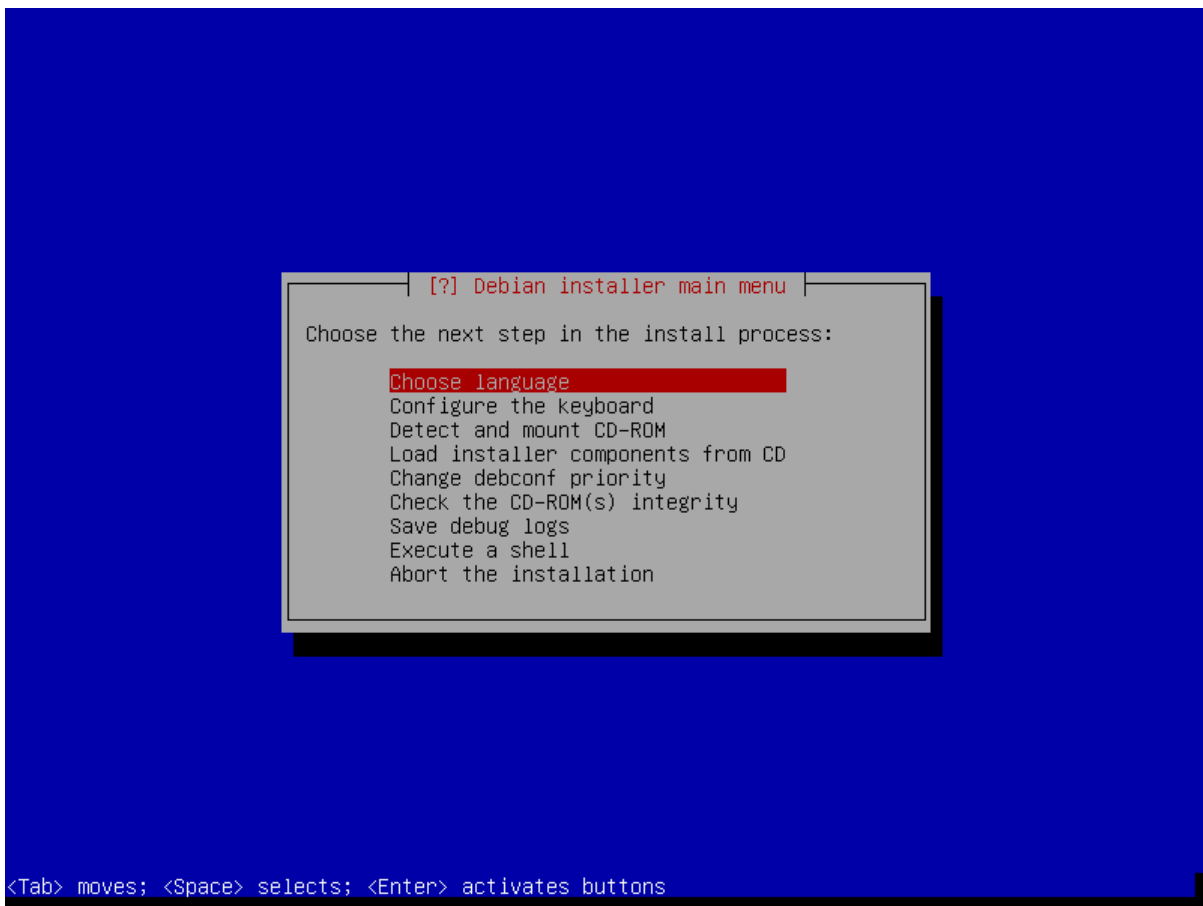 [?] Debian installer main menu
Choose the next step in the install process:
Choose language
Configure the keyboard
Detect and mount CD-ROM
Load installer components from CD
Change debconf priority
Check the CD-ROM(s) integrity
Save debug logs
Execute a shell
Abort the installation
<Tab> moves; <Space> selects; <Enter> activates buttons